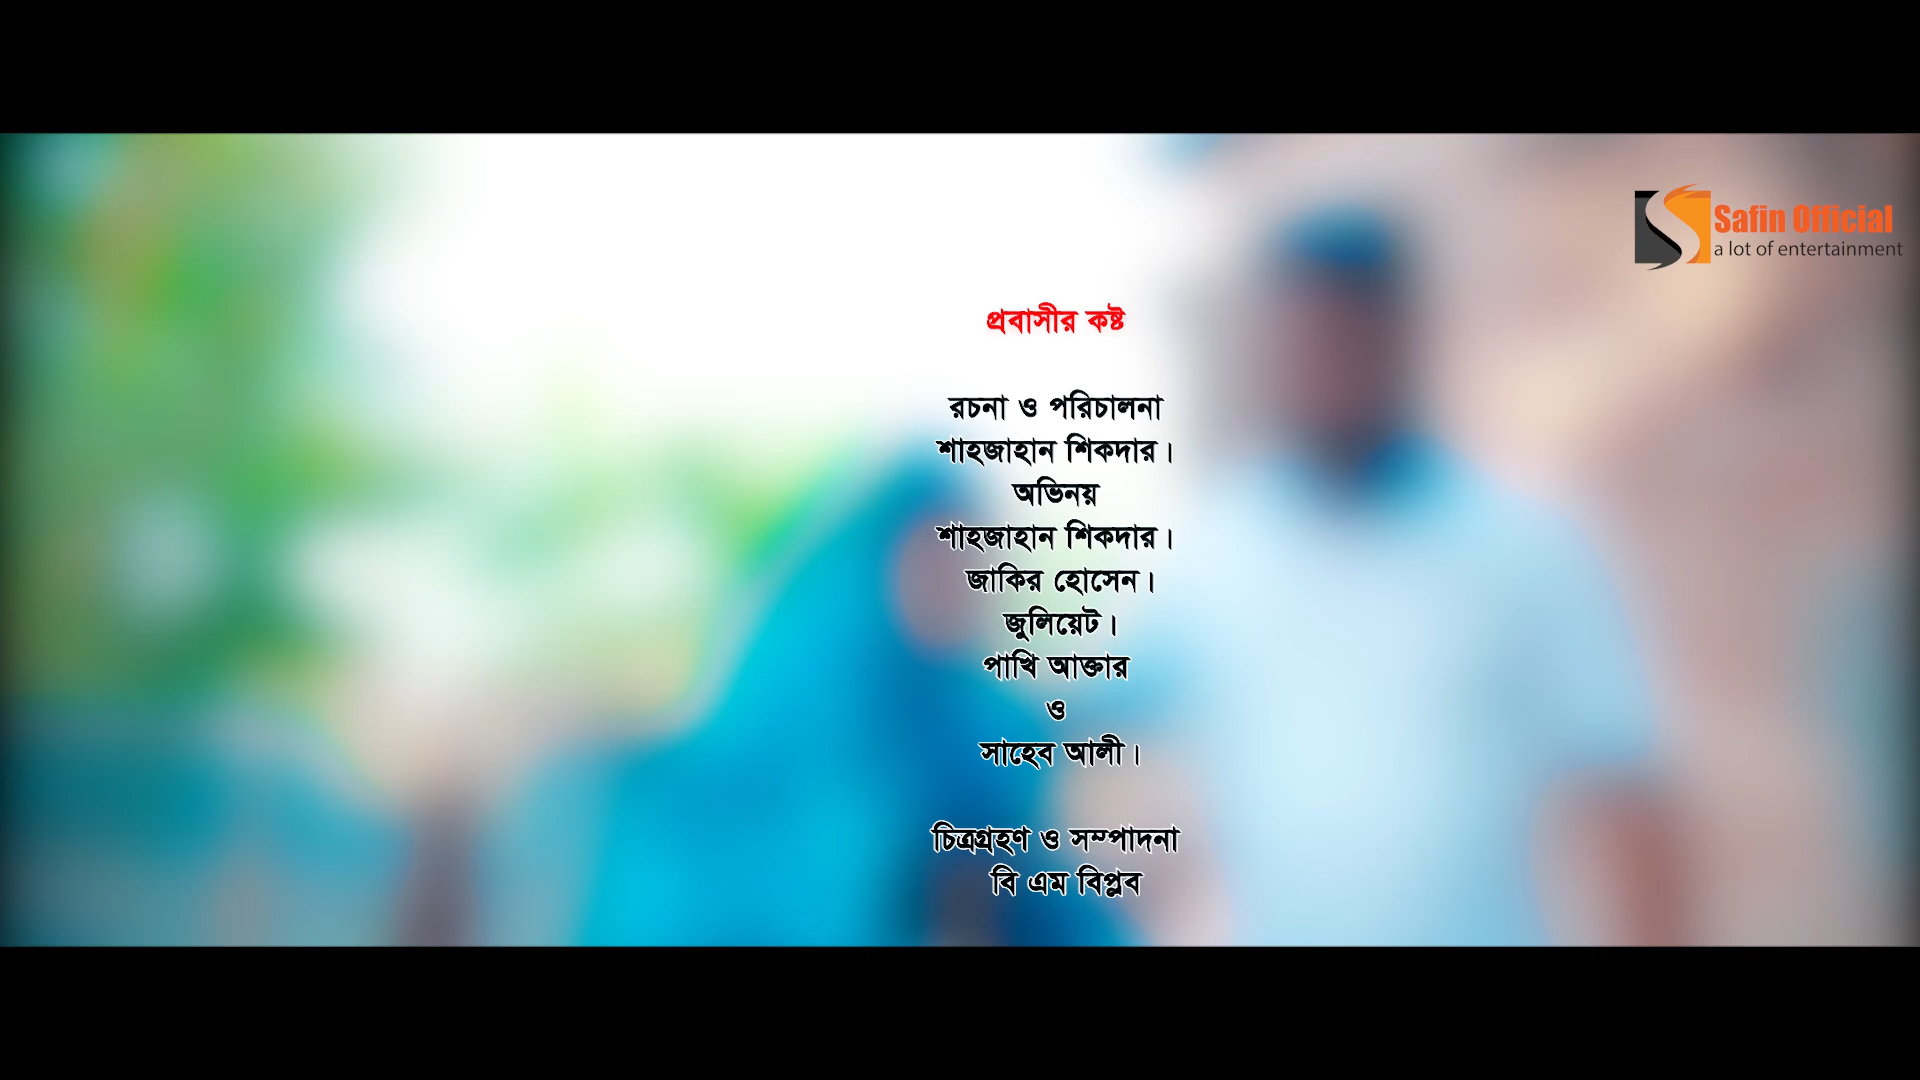 Safin Official
a lot of entertainment
প্রবাসীর কষ্ট
রচনা ও পরিচালনা
শাহজাহান শিকদার।
অভিনয়
শাহজাহান শিকদার।
জাকির হোসেন।
জুলিয়েট।
পাখি আক্তার
ও
সাহেব আলী।
চিত্রগ্রহণ ও সম্পাদনা
বি এম বিপ্লব